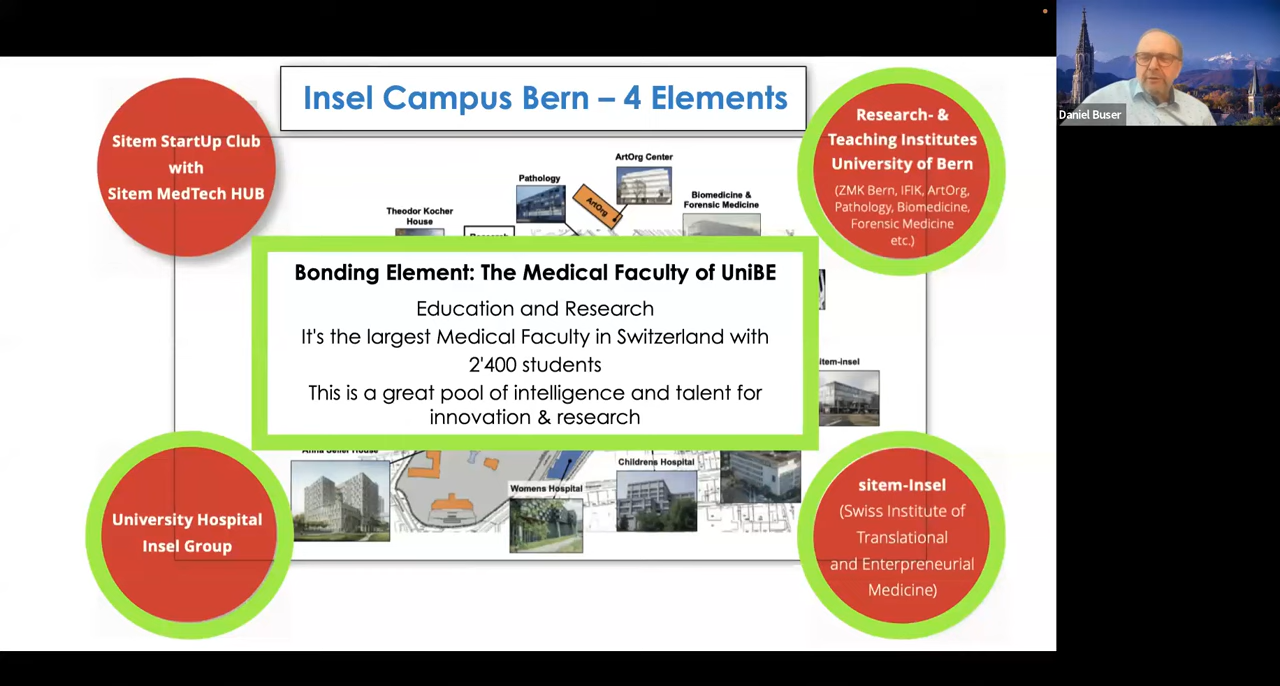 Insel Campus Bern – 4 Elements
Daniel Buser
Sitem StartUp Club
with
Sitem MedTech HUB
Research- &
Teaching Institutes
University of Bern
(ZMK Bern, IFIK, ArtOrg,
Pathology, Biomedicine,
Forensic Medicine
etc.)
ArtOrg Center
Pathology
ArtOrg
Biomedicine &
Forensic Medicine
Theodor Kocher
House
Bonding Element: The Medical Faculty of UniBE
Education and Research
It's the largest Medical Faculty in Switzerland with
2'400 students
This is a great pool of intelligence and talent for
innovation & research
sitem-insel
Anna Seiler House
Childrens Hospital
Womens Hospital
University Hospital
Insel Group
sitem-Insel
(Swiss Institute of
Translational
and Enterpreneurial
Medicine)